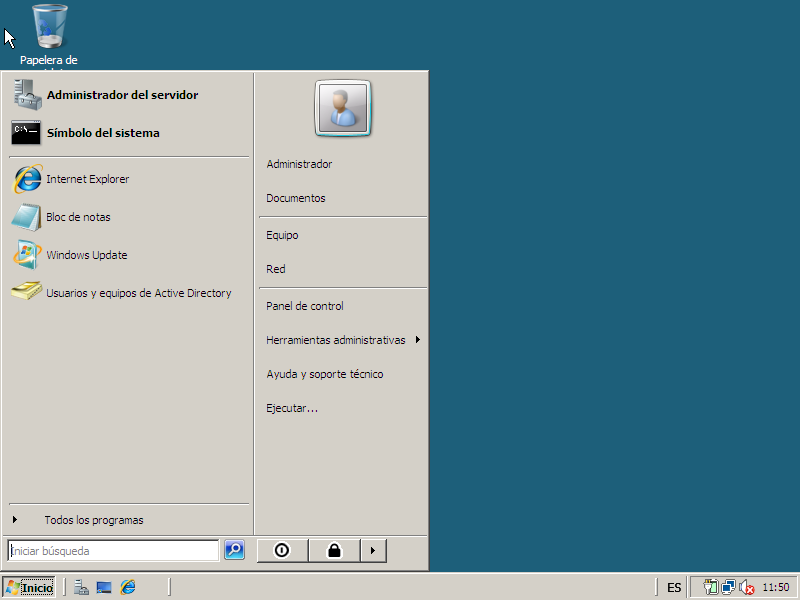 Papelera de
Administrador del servidor
C:\
Símbolo del sistema
Internet Explorer
Bloc de notas
Windows Update
Usuarios y equipos de Active Directory
Todos los programas
Iniciar búsqueda
Administrador
Documentos
Equipo
Red
Panel de control
Herramientas administrativas
Ayuda y soporte técnico
Ejecutar...
Inicio
ES
11:50